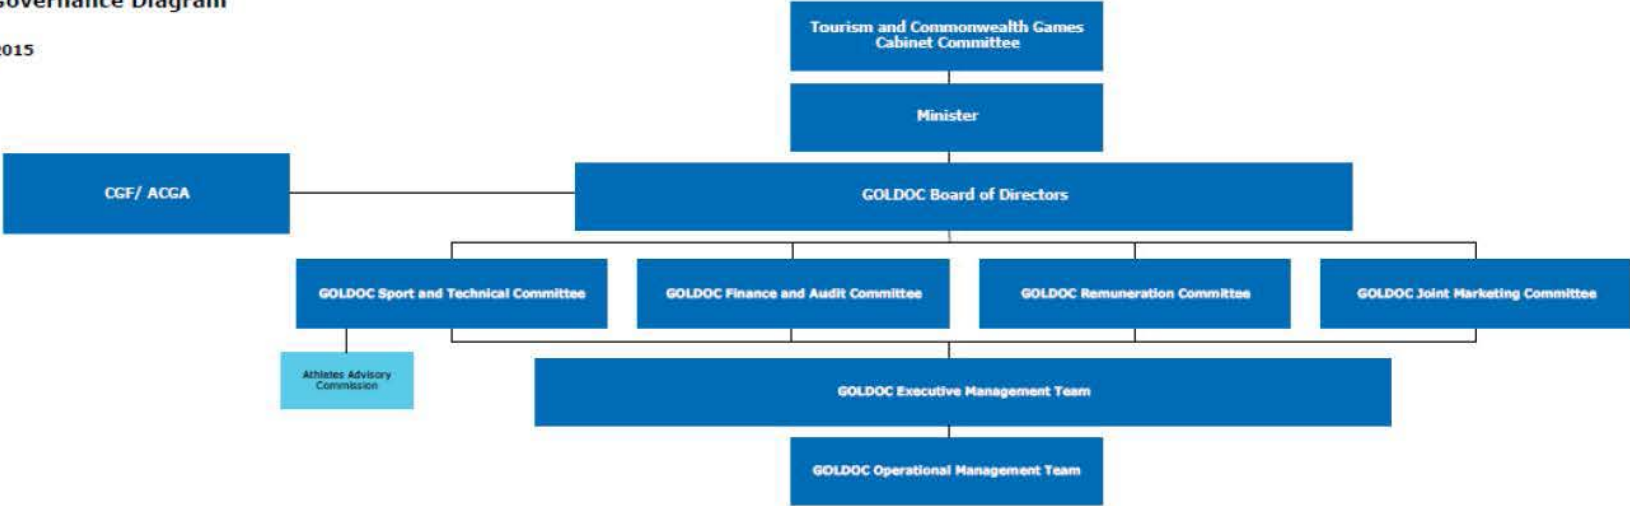 Governance Diagram
2015
Tourism and Commonwealth Games
Cabinet Committee
Minister
CGF/ ACGA
GOLDOC Board of Directors
GOLDOC Sport and Technical Committee
GOLDOC Finance and Audit Committee
GOLDOC Remuneration Committee
GOLDOC Joint Marketing Committee
Athletes Advisory
Commission
GOLDOC Executive Management Team
GOLDOC Operational Management Team